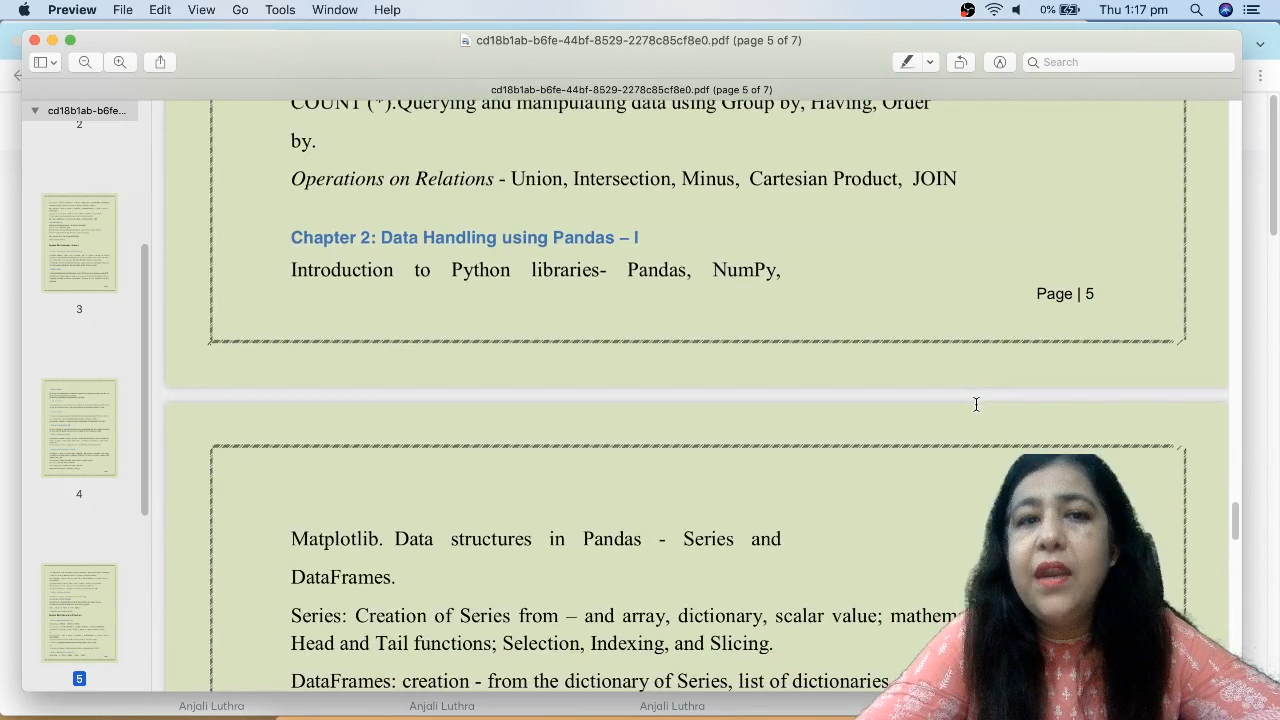 Preview File Edit View Go Tools Window Help 0% Thu 1:17 pm
cd18b1ab-b6fe-44bf-8529-2278c85cf8e0.pdf (page 5 of 7)
Search
cd18b1ab-b6fe-44bf-8529-2278c85cf8e0.pdf (page 5 of 7)
cd18b1ab-b6fe...
2
3
4
5
COUNT (*).Querying and manipulating data using Group by, Having, Order
by.
Operations on Relations - Union, Intersection, Minus, Cartesian Product, JOIN
Chapter 2: Data Handling using Pandas – I
Introduction to Python libraries- Pandas, NumPy,
Page | 5
Matplotlib. Data structures in Pandas - Series and
DataFrames.
Series: Creation of Series from – and array, dictionary, scalar value;
Head and Tail functions; Selection, Indexing, and Slicing.
DataFrames: creation - from the dictionary of Series, list of dictionaries
Anjali Luthra Anjali Luthra Anjali Luthra